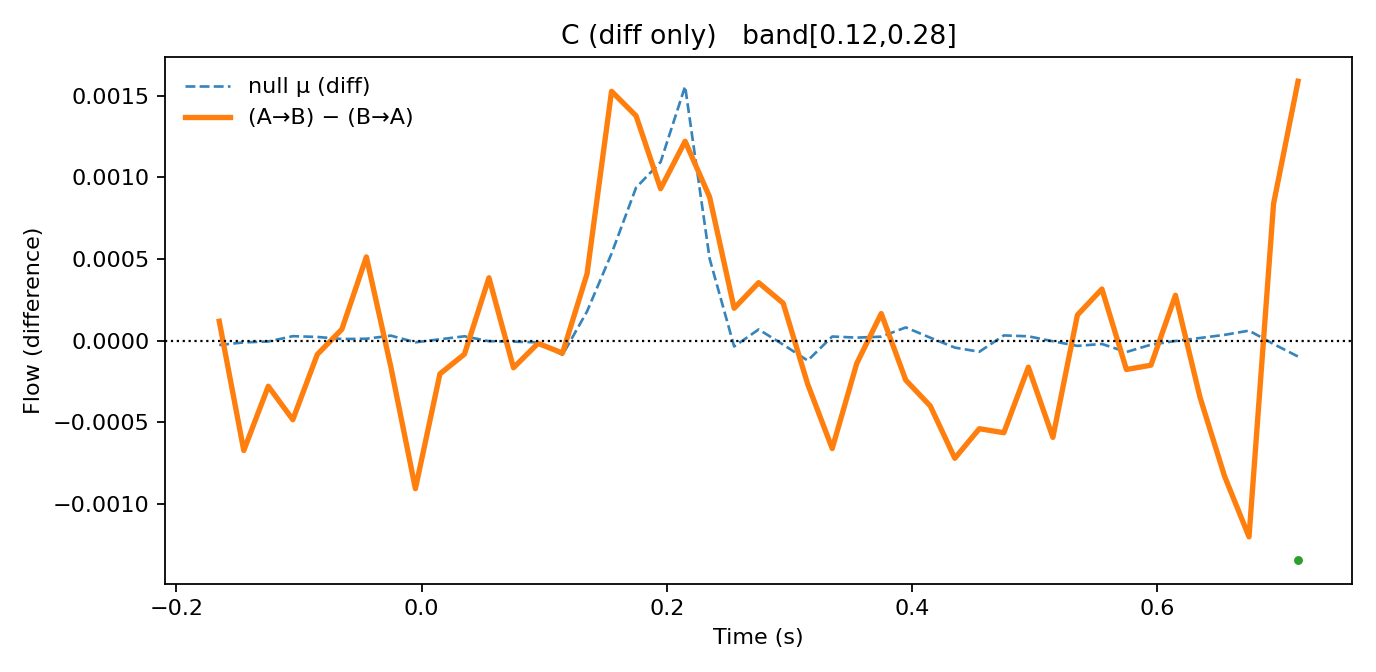 C (diff only)   band[0.12,0.28]
null μ (diff)
(A→B) − (B→A)
0.0015
0.0010
0.0005
0.0000
−0.0005
−0.0010
Flow (difference)
−0.2
0.0
0.2
0.4
0.6
Time (s)